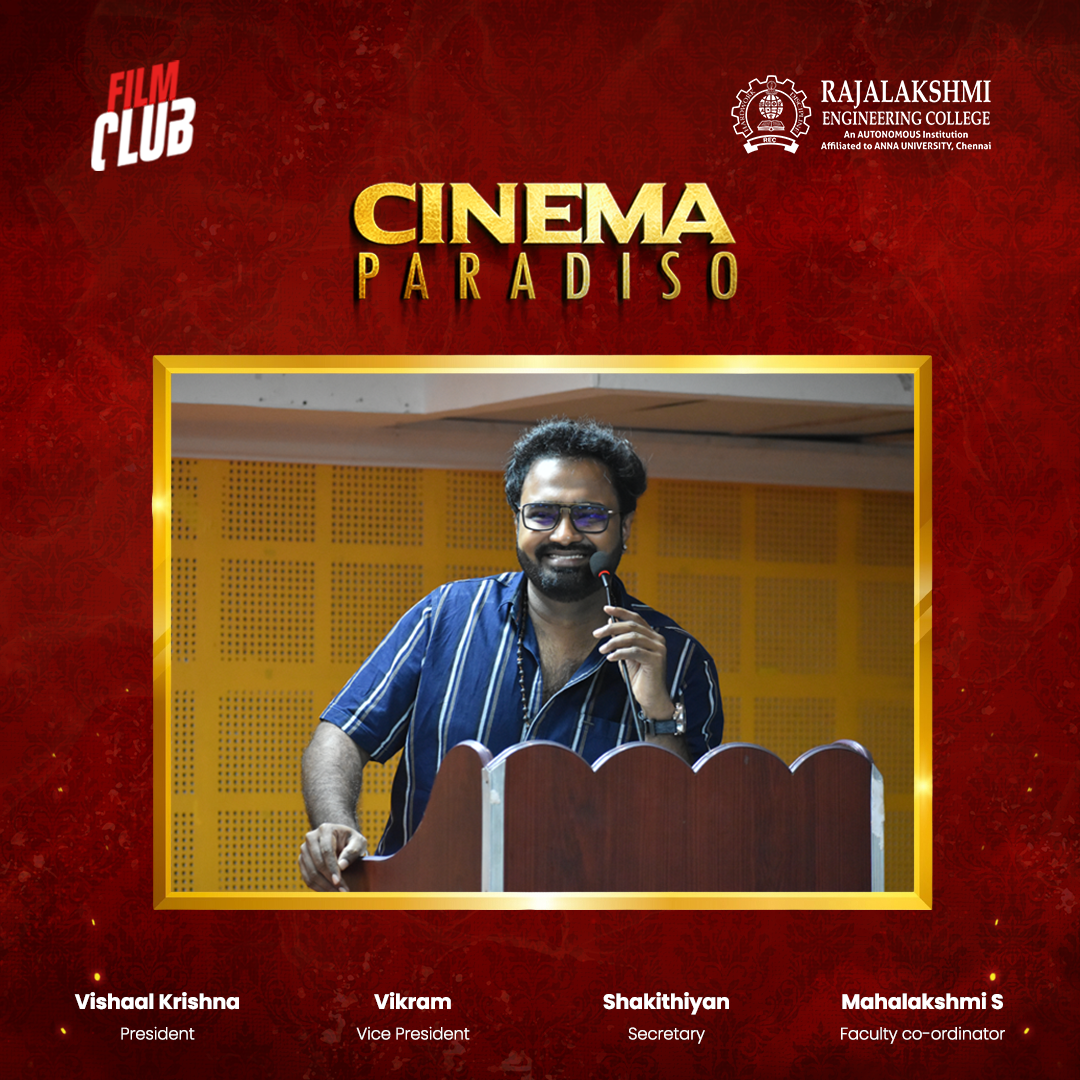 FILM
CLUB
RAJALAKSHMI
ENGINEERING COLLEGE
An AUTONOMOUS Institution
Affiliated to ANNA UNIVERSITY, Chennai
REC
CINEMA
PARADISO
Vishaal Krishna
Vikram
Shakithiyan
Mahalakshmi S
President
Vice President
Secretary
Faculty co-ordinator